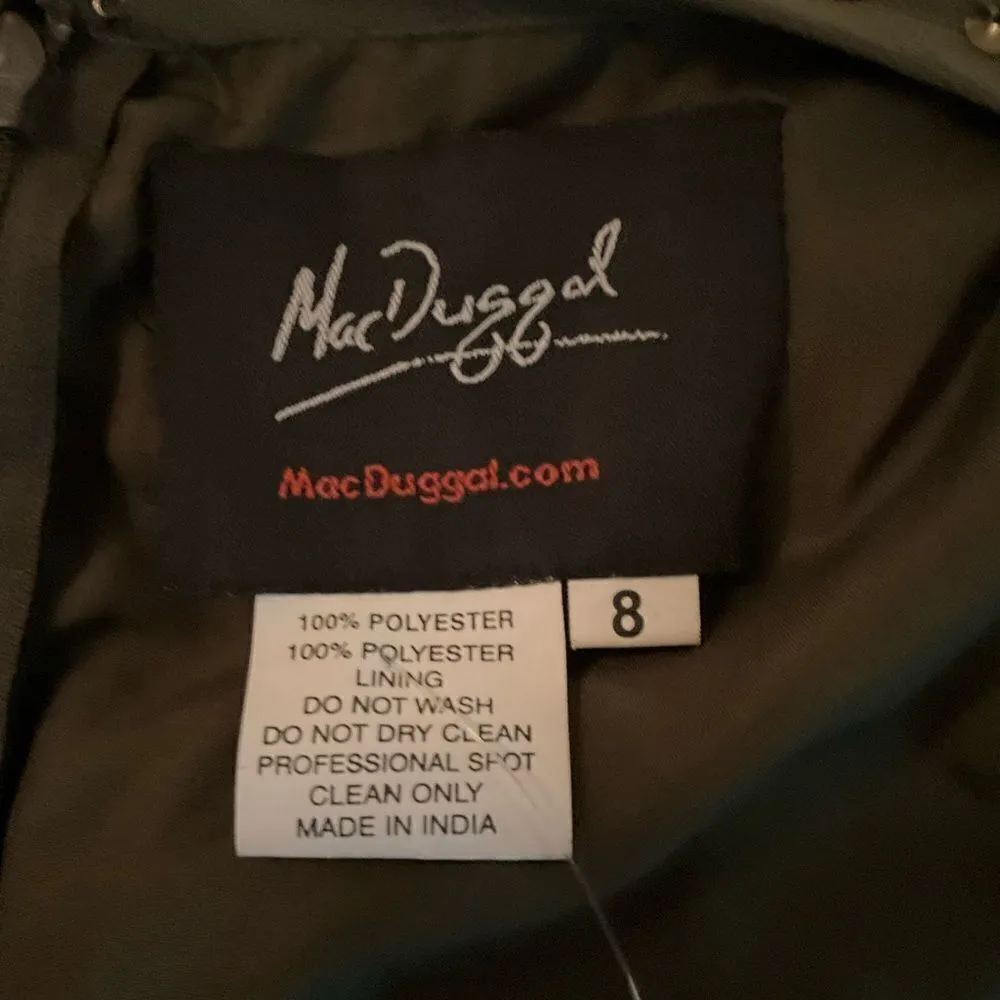 MacDuggal
MacDuggal.com
8
100% POLYESTER
100% POLYESTER
LINING
DO NOT WASH
DO NOT DRY CLEAN
PROFESSIONAL SPOT
CLEAN ONLY
MADE IN INDIA